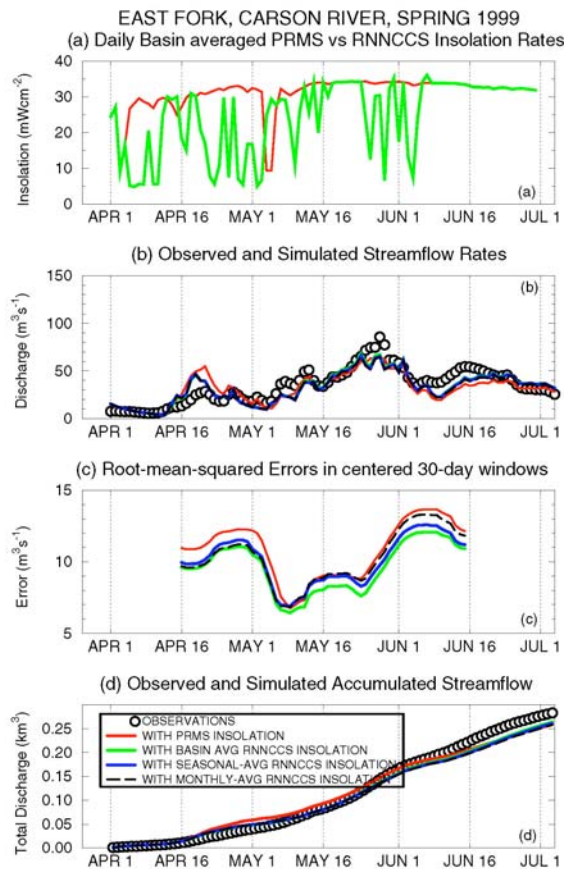 EAST FORK, CARSON RIVER, SPRING 1999
(a) Daily Basin averaged PRMS vs RNNCCS Insolation Rates
Insolation (mWcm-2)
40
30
20
10
0
(a)
APR 1 APR 16 MAY 1 MAY 16 JUN 1 JUN 16 JUL 1
(b) Observed and Simulated Streamflow Rates
Discharge (m3s-1)
150
100
50
0
(b)
APR 1 APR 16 MAY 1 MAY 16 JUN 1 JUN 16 JUL 1
(c) Root-mean-squared Errors in centered 30-day windows
Error (m3s-1)
15
10
5
(c)
APR 1 APR 16 MAY 1 MAY 16 JUN 1 JUN 16 JUL 1
(d) Observed and Simulated Accumulated Streamflow
Total Discharge (km3)
0.25
0.20
0.15
0.10
0.05
0.00
OBSERVATIONS
WITH PRMS INSOLATION
WITH BASIN AVG RNNCCS INSOLATION
WITH SEASONAL-AVG RNNCCS INSOLATION
WITH MONTHLY-AVG RNNCCS INSOLATION
(d)
APR 1 APR 16 MAY 1 MAY 16 JUN 1 JUN 16 JUL 1